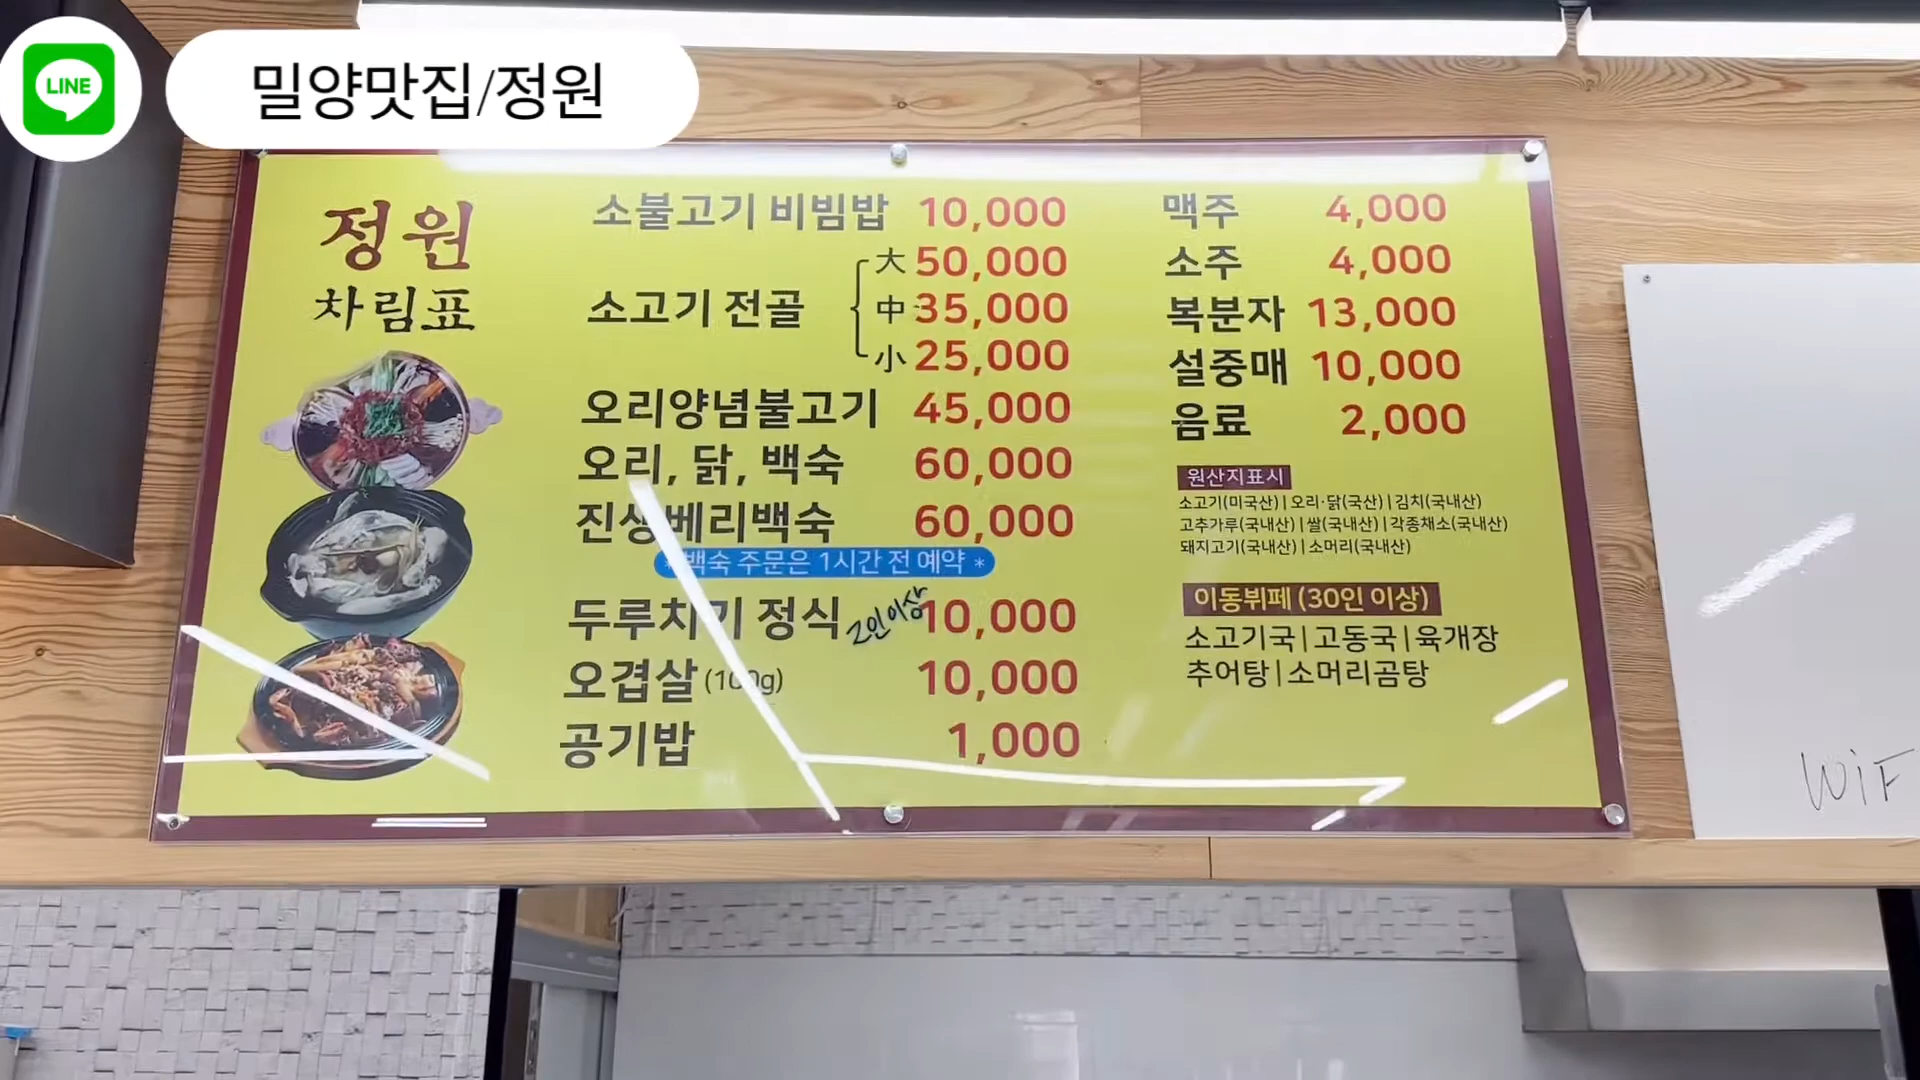 LINE
밀양맛집/정원
정원
차림표
소불고기 비빔밥 10,000
소고기 전골
大 50,000
中 35,000
小 25,000
오리양념불고기 45,000
오리, 닭, 백숙 60,000
진생베리백숙 60,000
* 백숙 주문은 1시간 전 예약 *
두루치기 정식 2인이상 10,000
오겹살 (100g) 10,000
공기밥 1,000
맥주 4,000
소주 4,000
복분자 13,000
설중매 10,000
음료 2,000
원산지표시
소고기(미국산) | 오리·닭(국산) | 김치(국내산)
고추가루(국내산) | 쌀(국내산) | 각종채소(국내산)
돼지고기(국내산) | 소머리(국내산)
이동뷔페 (30인 이상)
소고기국 | 고동국 | 육개장
추어탕 | 소머리곰탕
WiF